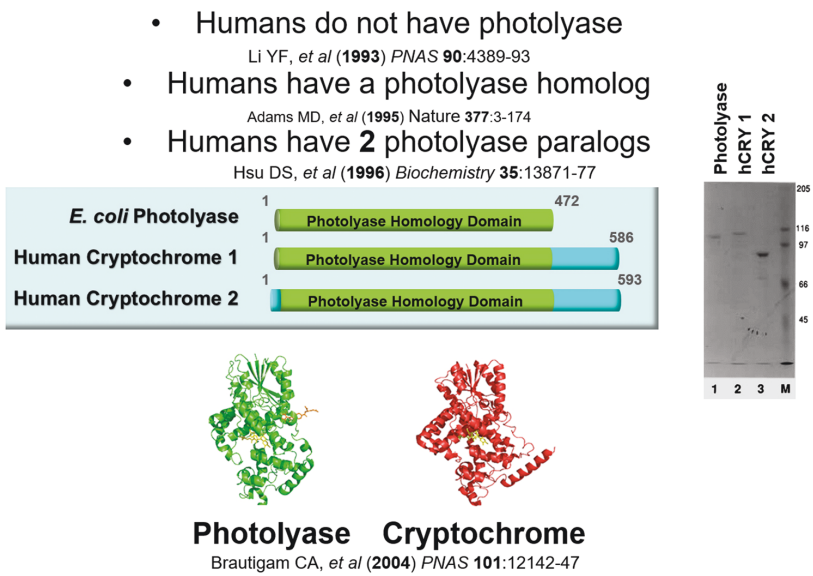 • Humans do not have photolyase
Li YF, et al (1993) PNAS 90:4389-93
• Humans have a photolyase homolog
Adams MD, et al (1995) Nature 377:3-174
• Humans have 2 photolyase paralogs
Hsu DS, et al (1996) Biochemistry 35:13871-77
1 472
E. coli Photolyase Photolyase Homology Domain
1 586
Human Cryptochrome 1 Photolyase Homology Domain
1 593
Human Cryptochrome 2 Photolyase Homology Domain
Photolyase
hCRY 1
hCRY 2
205
116
97
66
45
1 2 3 M
Photolyase Cryptochrome
Brautigam CA, et al (2004) PNAS 101:12142-47